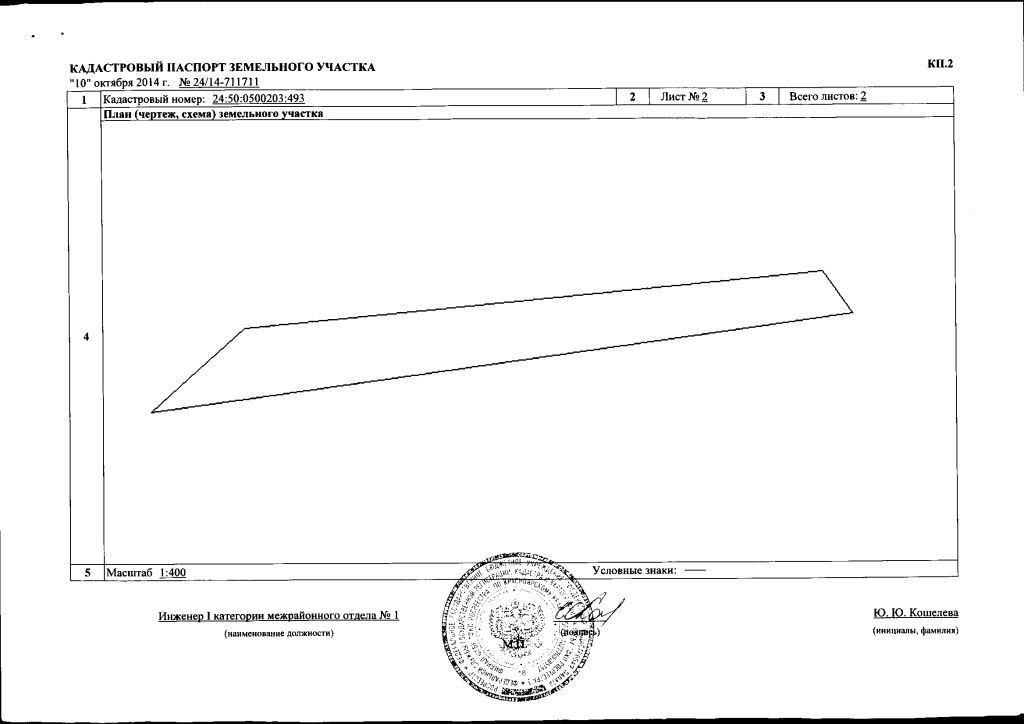 КАДАСТРОВЫЙ ПАСПОРТ ЗЕМЕЛЬНОГО УЧАСТКА
КП.2
"10" октября 2014 г. № 24/14-711711
1 Кадастровый номер: 24:50:0500203:493 2 Лист № 2 3 Всего листов: 2
План (чертеж, схема) земельного участка
4
5 Масштаб 1:400 Условные знаки:
Инженер I категории межрайонного отдела № 1
Ю. Ю. Кошелева
(наименование должности)
М.П.
(подпись)
(инициалы, фамилия)